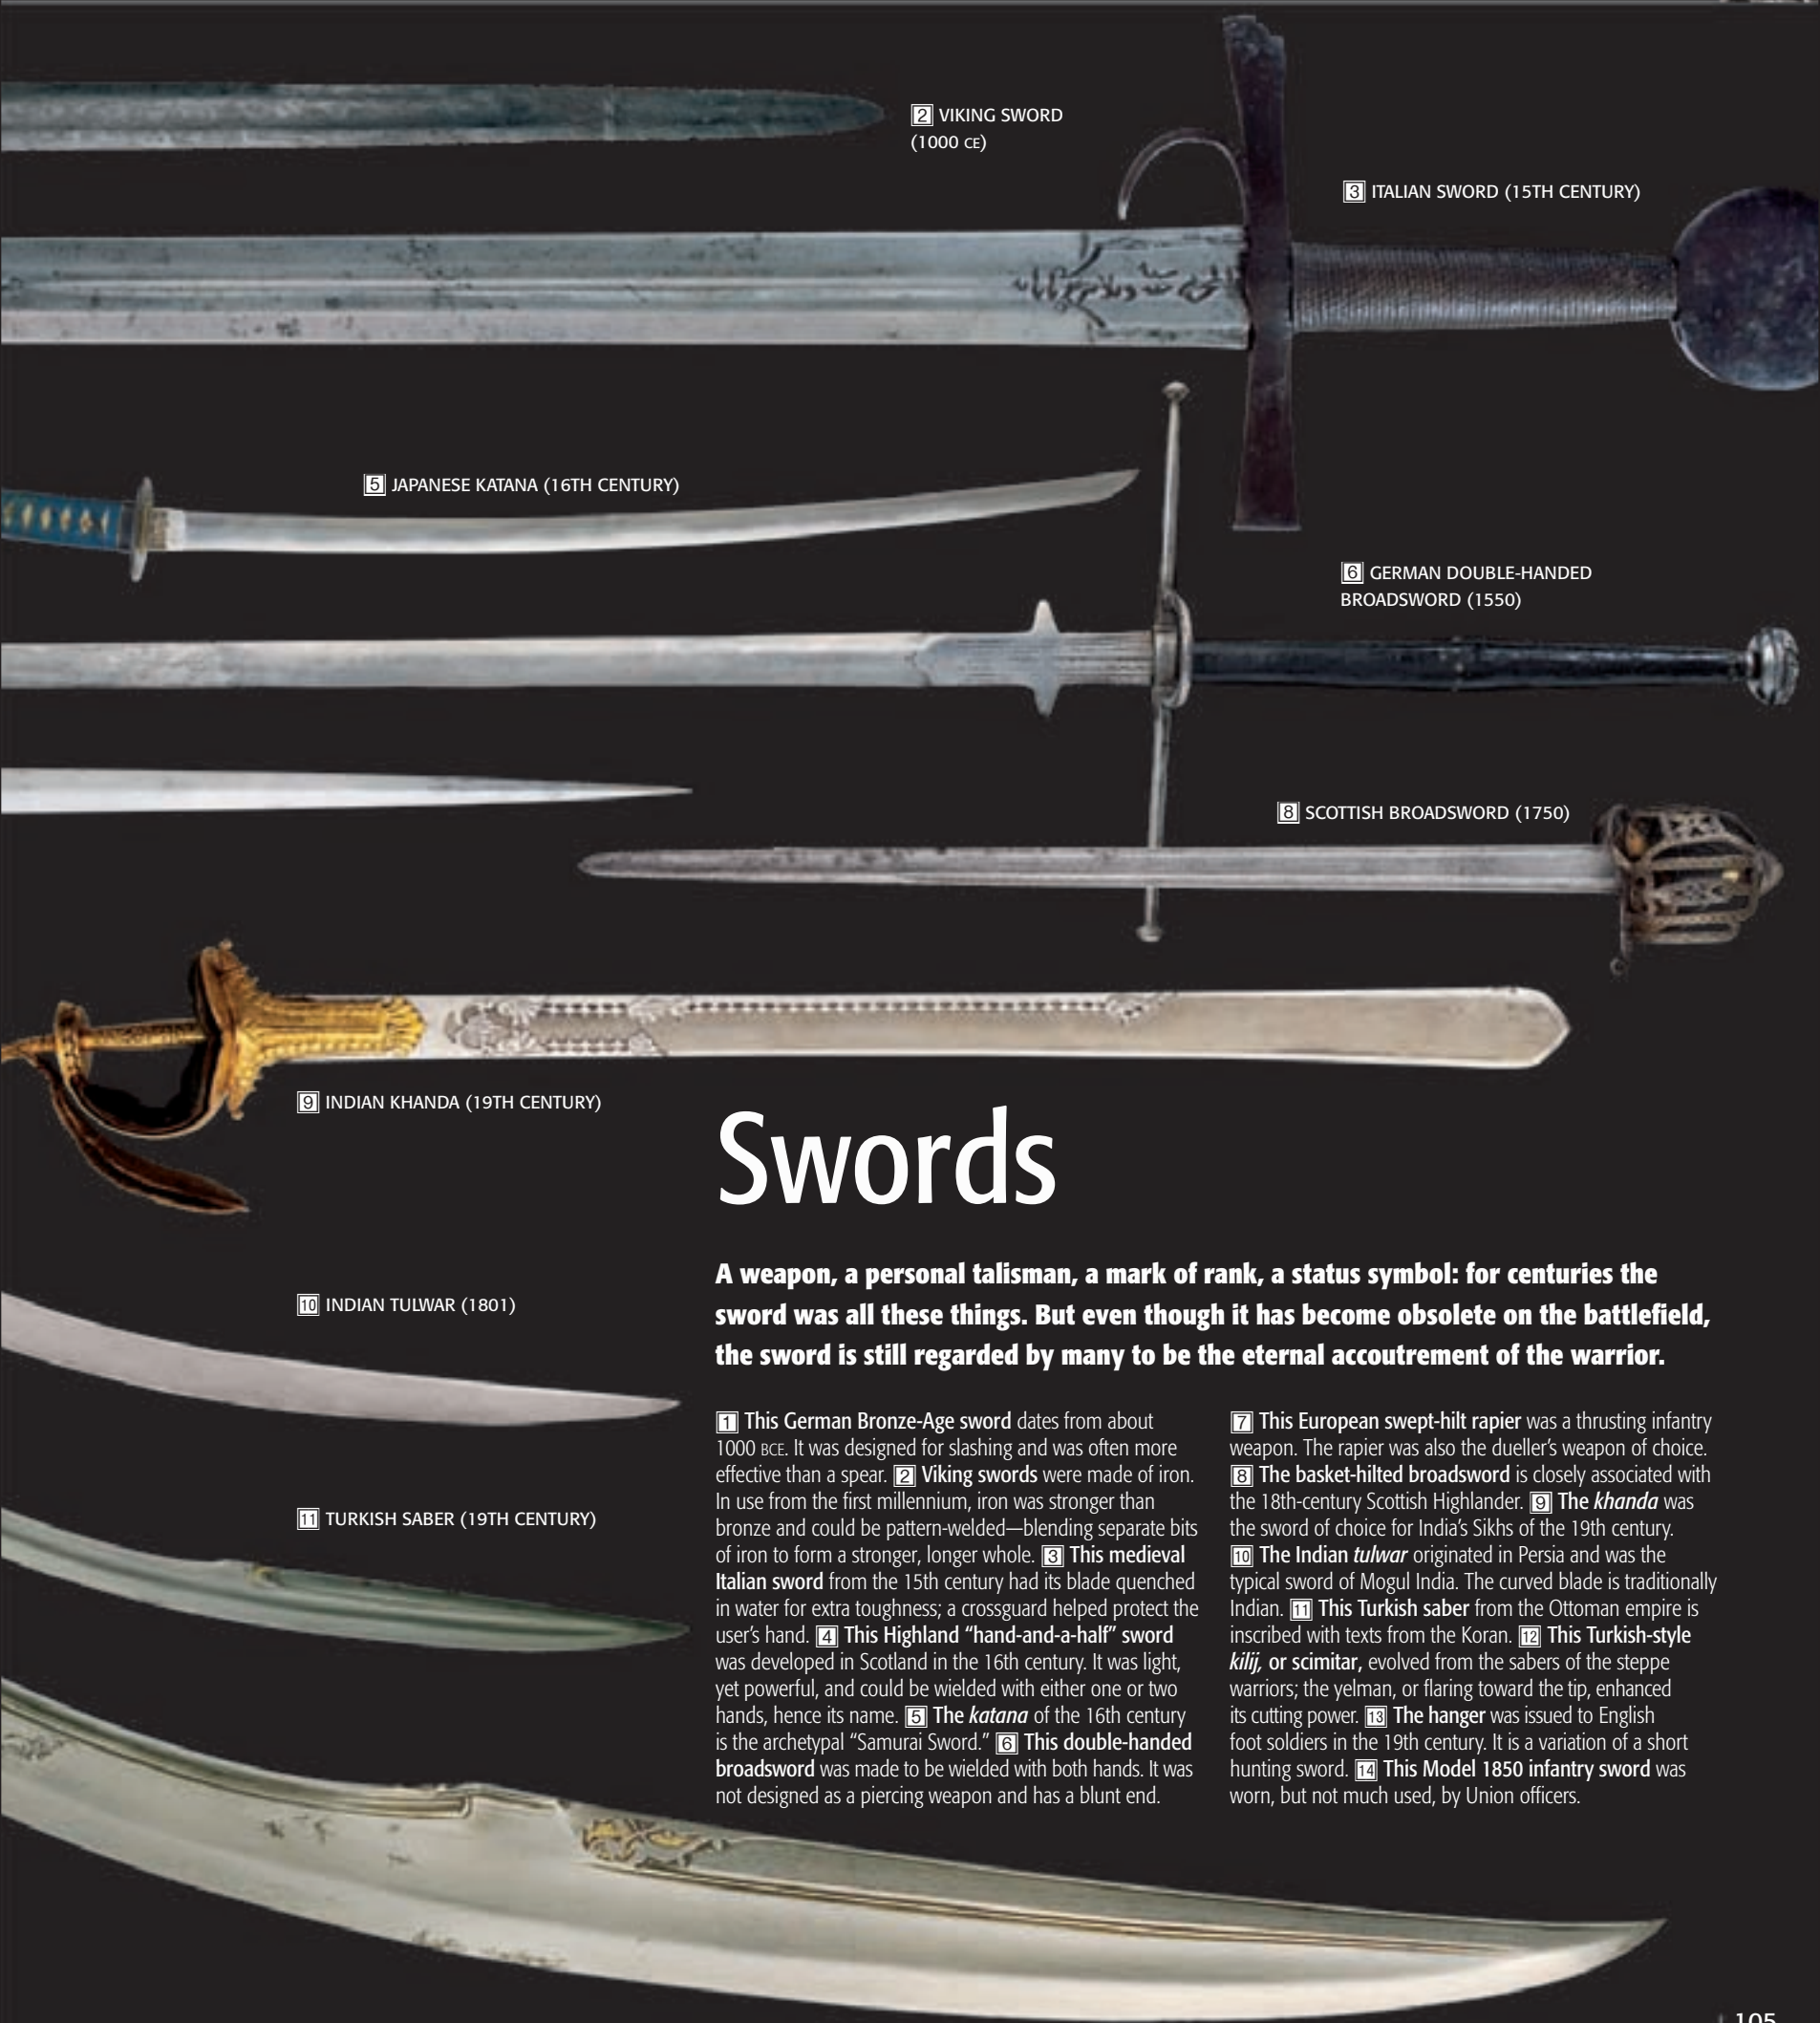 2 VIKING SWORD
(1000 CE)
3 ITALIAN SWORD (15TH CENTURY)
5 JAPANESE KATANA (16TH CENTURY)
6 GERMAN DOUBLE-HANDED
BROADSWORD (1550)
8 SCOTTISH BROADSWORD (1750)
9 INDIAN KHANDA (19TH CENTURY)
Swords
A weapon, a personal talisman, a mark of rank, a status symbol: for centuries the
sword was all these things. But even though it has become obsolete on the battlefield,
the sword is still regarded by many to be the eternal accoutrement of the warrior.
10 INDIAN TULWAR (1801)
11 TURKISH SABER (19TH CENTURY)
1 This German Bronze-Age sword dates from about
1000 BCE. It was designed for slashing and was often more
effective than a spear. 2 Viking swords were made of iron.
In use from the first millennium, iron was stronger than
bronze and could be pattern-welded—blending separate bits
of iron to form a stronger, longer whole. 3 This medieval
Italian sword from the 15th century had its blade quenched
in water for extra toughness; a crossguard helped protect the
user's hand. 4 This Highland “hand-and-a-half” sword
was developed in Scotland in the 16th century. It was light,
yet powerful, and could be wielded with either one or two
hands, hence its name. 5 The katana of the 16th century
is the archetypal “Samurai Sword.” 6 This double-handed
broadsword was made to be wielded with both hands. It was
not designed as a piercing weapon and has a blunt end.
7 This European swept-hilt rapier was a thrusting infantry
weapon. The rapier was also the dueller's weapon of choice.
8 The basket-hilted broadsword is closely associated with
the 18th-century Scottish Highlander. 9 The khanda was
the sword of choice for India's Sikhs of the 19th century.
10 The Indian tulwar originated in Persia and was the
typical sword of Mogul India. The curved blade is traditionally
Indian. 11 This Turkish saber from the Ottoman empire is
inscribed with texts from the Koran. 12 This Turkish-style
kilij, or scimitar, evolved from the sabers of the steppe
warriors; the yelman, or flaring toward the tip, enhanced
its cutting power. 13 The hanger was issued to English
foot soldiers in the 19th century. It is a variation of a short
hunting sword. 14 This Model 1850 infantry sword was
worn, but not much used, by Union officers.
105